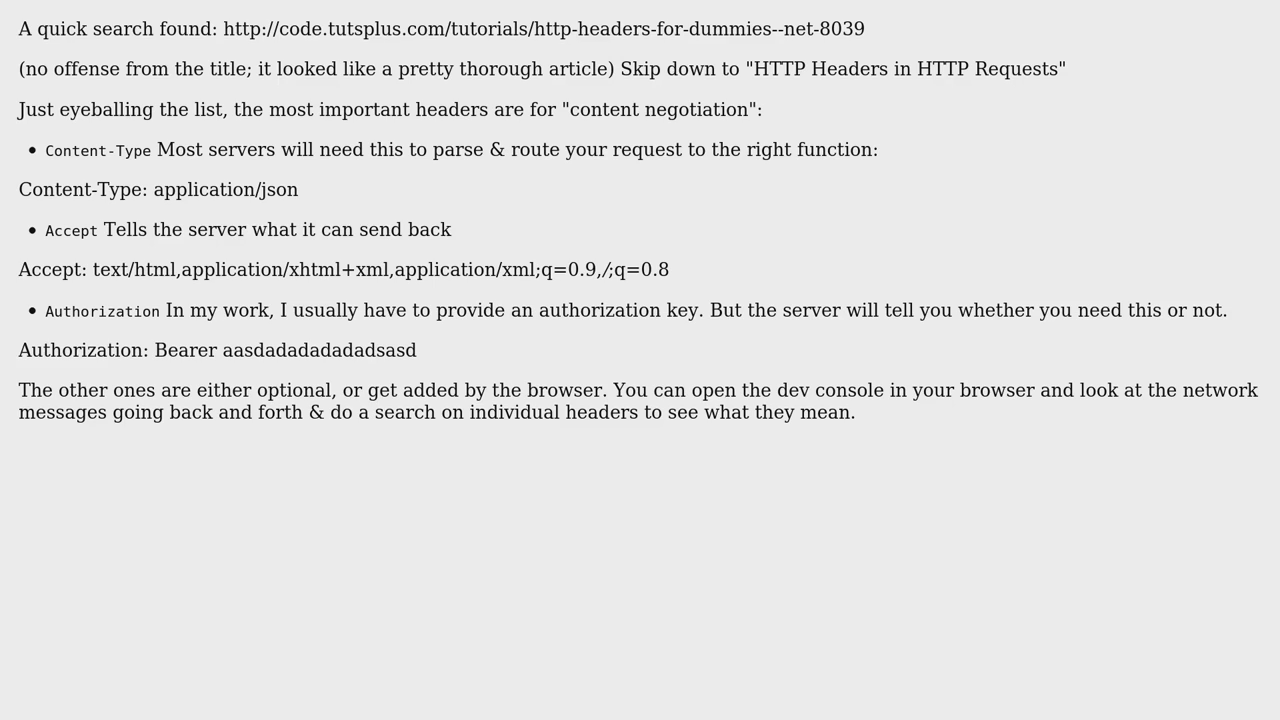 A quick search found: http://code.tutsplus.com/tutorials/http-headers-for-dummies--net-8039
(no offense from the title; it looked like a pretty thorough article) Skip down to "HTTP Headers in HTTP Requests"
Just eyeballing the list, the most important headers are for "content negotiation":
• Content-Type Most servers will need this to parse & route your request to the right function:
Content-Type: application/json
• Accept Tells the server what it can send back
Accept: text/html,application/xhtml+xml,application/xml;q=0.9,/;q=0.8
• Authorization In my work, I usually have to provide an authorization key. But the server will tell you whether you need this or not.
Authorization: Bearer aasdadadadadadsasd
The other ones are either optional, or get added by the browser. You can open the dev console in your browser and look at the network
messages going back and forth & do a search on individual headers to see what they mean.